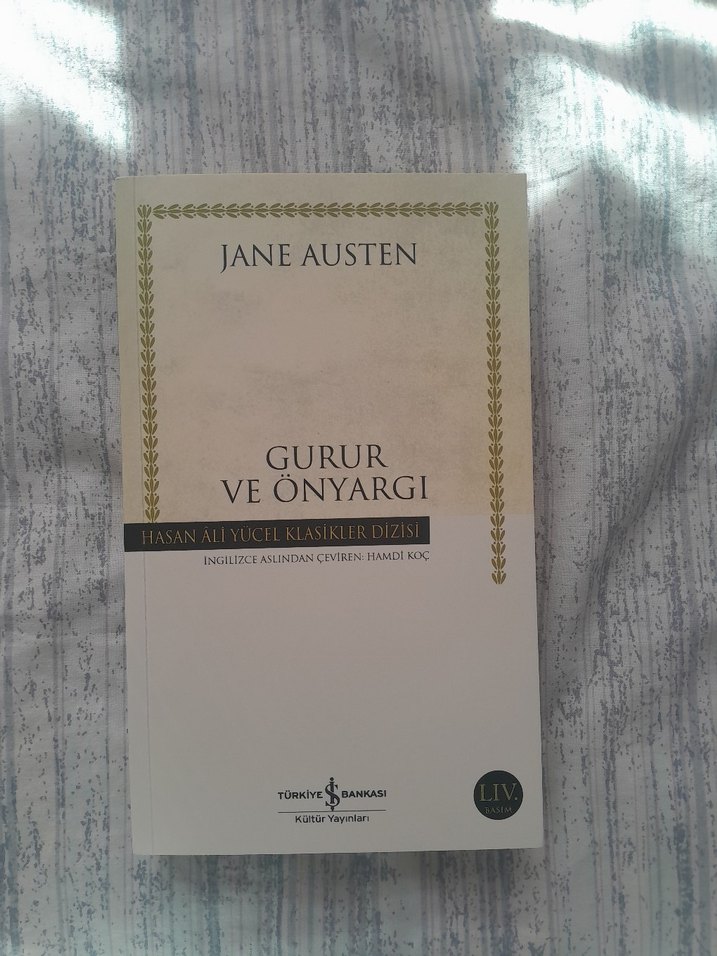 JANE AUSTEN
GURUR
VE ÖNYARGI
HASAN ÂLİ YÜCEL KLASİKLER DİZİSİ
İNGİLİZCE ASLINDAN ÇEVİREN: HAMDİ KOÇ
TÜRKİYE İŞ BANKASI
Kültür Yayınları
LIV.
BASIM